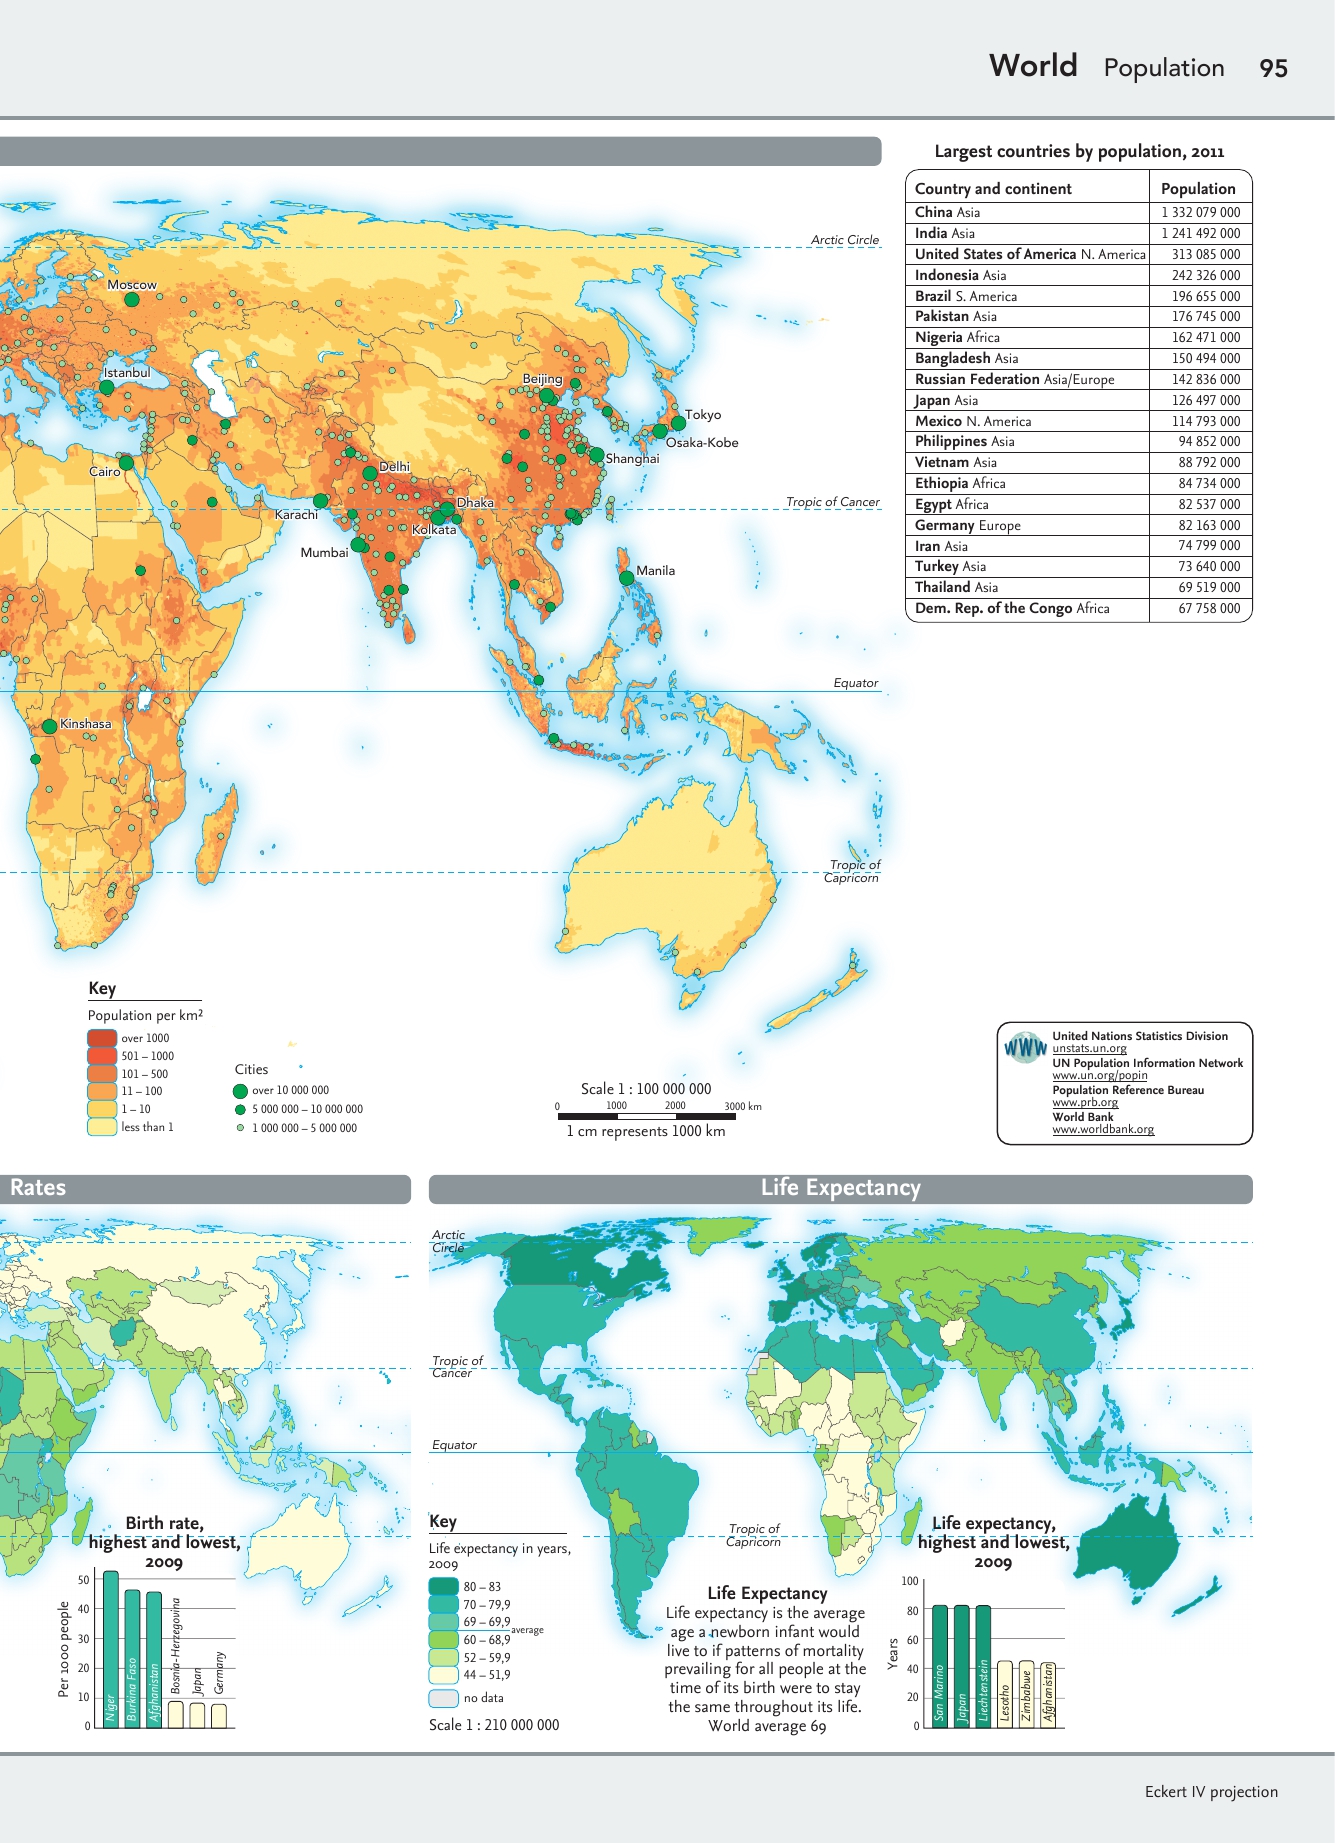 World Population 95
Largest countries by population, 2011
Country and continent Population
China Asia 1 332 079 000
India Asia 1 241 492 000
United States of America N. America 313 085 000
Indonesia Asia 242 326 000
Brazil S. America 196 655 000
Pakistan Asia 176 745 000
Nigeria Africa 162 471 000
Bangladesh Asia 150 494 000
Russian Federation Asia/Europe 142 836 000
Japan Asia 126 497 000
Mexico N. America 114 793 000
Philippines Asia 94 852 000
Vietnam Asia 88 792 000
Ethiopia Africa 84 734 000
Egypt Africa 82 537 000
Germany Europe 82 163 000
Iran Asia 74 799 000
Turkey Asia 73 640 000
Thailand Asia 69 519 000
Dem. Rep. of the Congo Africa 67 758 000
Arctic Circle
Moscow
Istanbul
Beijing
Tokyo
Osaka-Kobe
Shanghai
Cairo
Delhi
Tropic of Cancer
Karachi
Dhaka
Kolkata
Mumbai
Manila
Equator
Kinshasa
Tropic of
Capricorn
Key
Population per km²
over 1000
501 – 1000
101 – 500
11 – 100
1 – 10
less than 1
Cities
over 10 000 000
5 000 000 – 10 000 000
1 000 000 – 5 000 000
Scale 1 : 100 000 000
0 1000 2000 3000 km
1 cm represents 1000 km
WWW
United Nations Statistics Division
unstats.un.org
UN Population Information Network
www.un.org/popin
Population Reference Bureau
www.prb.org
World Bank
www.worldbank.org
Rates
Birth rate,
highest and lowest,
2009
Per 1000 people
50
40
30
20
10
0
Niger
Burkina Faso
Afghanistan
Bosnia-Herzegovina
Japan
Germany
Life Expectancy
Arctic
Circle
Tropic of
Cancer
Equator
Tropic of
Capricorn
Key
Life expectancy in years,
2009
80 – 83
70 – 79,9
69 – 69,9
average
60 – 68,9
52 – 59,9
44 – 51,9
no data
Scale 1 : 210 000 000
Life Expectancy
Life expectancy is the average
age a newborn infant would
live to if patterns of mortality
prevailing for all people at the
time of its birth were to stay
the same throughout its life.
World average 69
Life expectancy,
highest and lowest,
2009
Years
100
80
60
40
20
0
San Marino
Japan
Liechtenstein
Lesotho
Zimbabwe
Afghanistan
Eckert IV projection